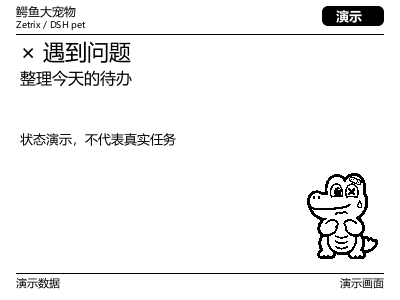 鳄鱼大宠物
Zetrix / DSH pet
演示
× 遇到问题
整理今天的待办
状态演示，不代表真实任务
演示数据
演示画面